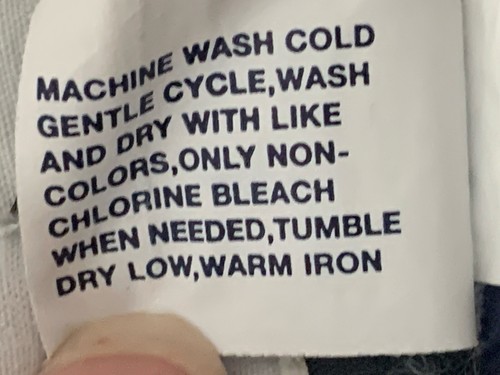 MACHINE WASH COLD
GENTLE CYCLE,WASH
AND DRY WITH LIKE
COLORS,ONLY NON-
CHLORINE BLEACH
WHEN NEEDED,TUMBLE
DRY LOW,WARM IRON